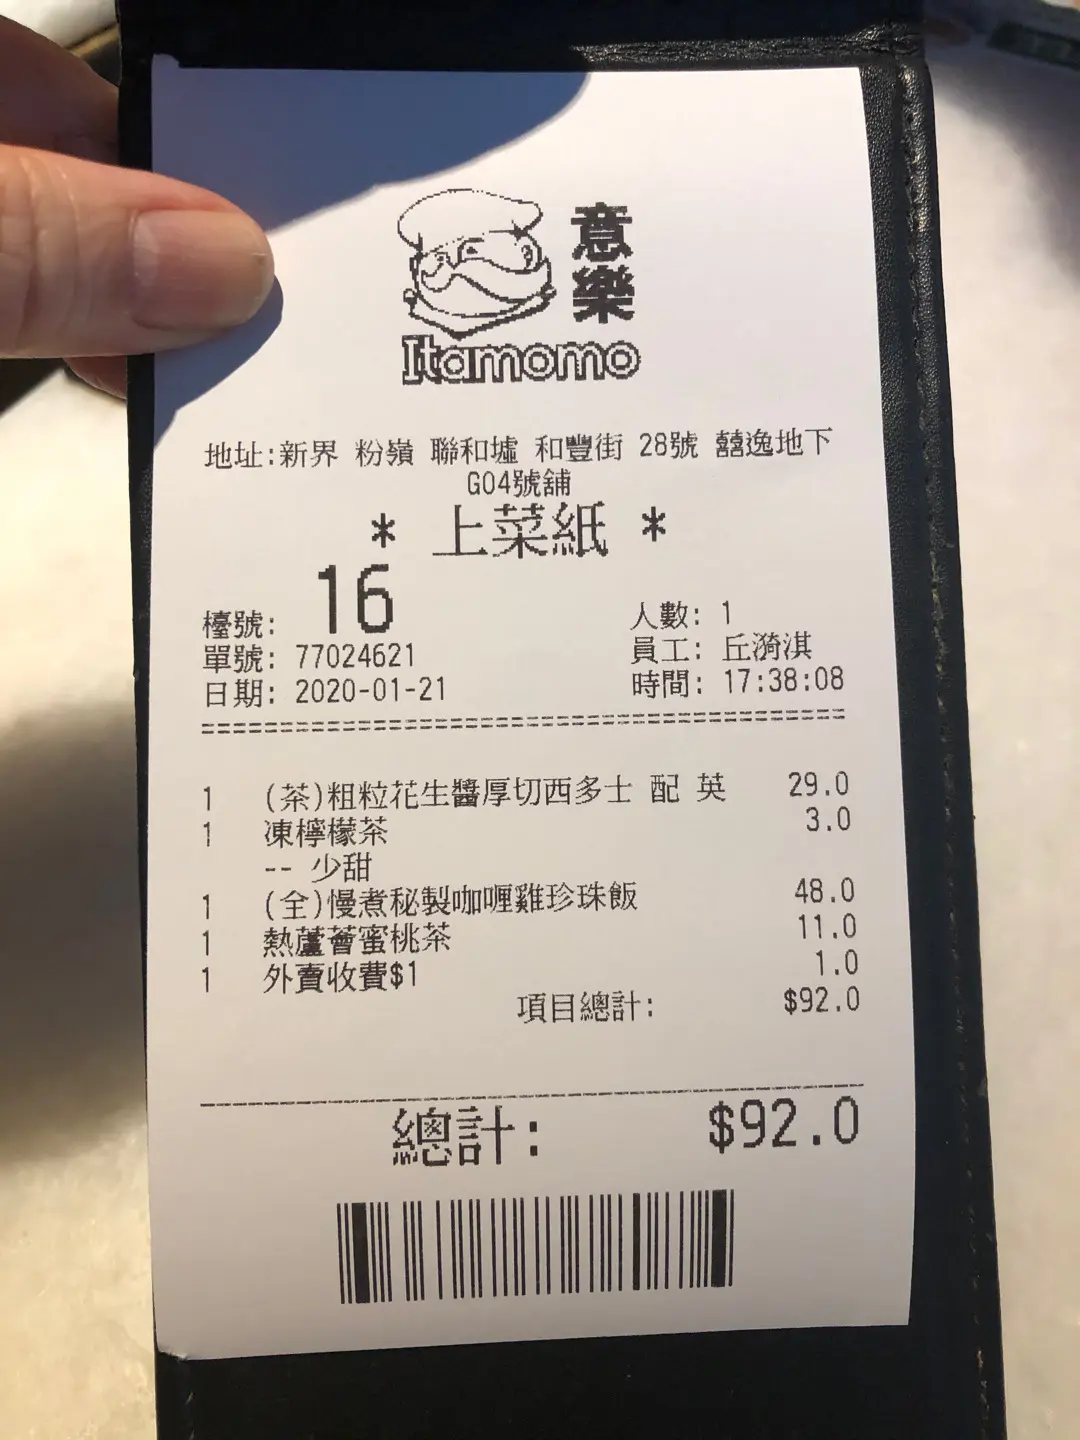 意樂
Itamomo
地址:新界 粉嶺 聯和墟 和豐街 28號 囍逸地下
G04號舖
* 上菜紙 *
檯號: 16 人數: 1
單號: 77024621 員工: 丘漪淇
日期: 2020-01-21 時間: 17:38:08
1 (茶)粗粒花生醬厚切西多士 配 英 29.0
1 凍檸檬茶 3.0
-- 少甜
1 (全)慢煮秘製咖喱雞珍珠飯 48.0
1 熱蘆薈蜜桃茶 11.0
1 外賣收費$1 1.0
項目總計: $92.0
總計: $92.0